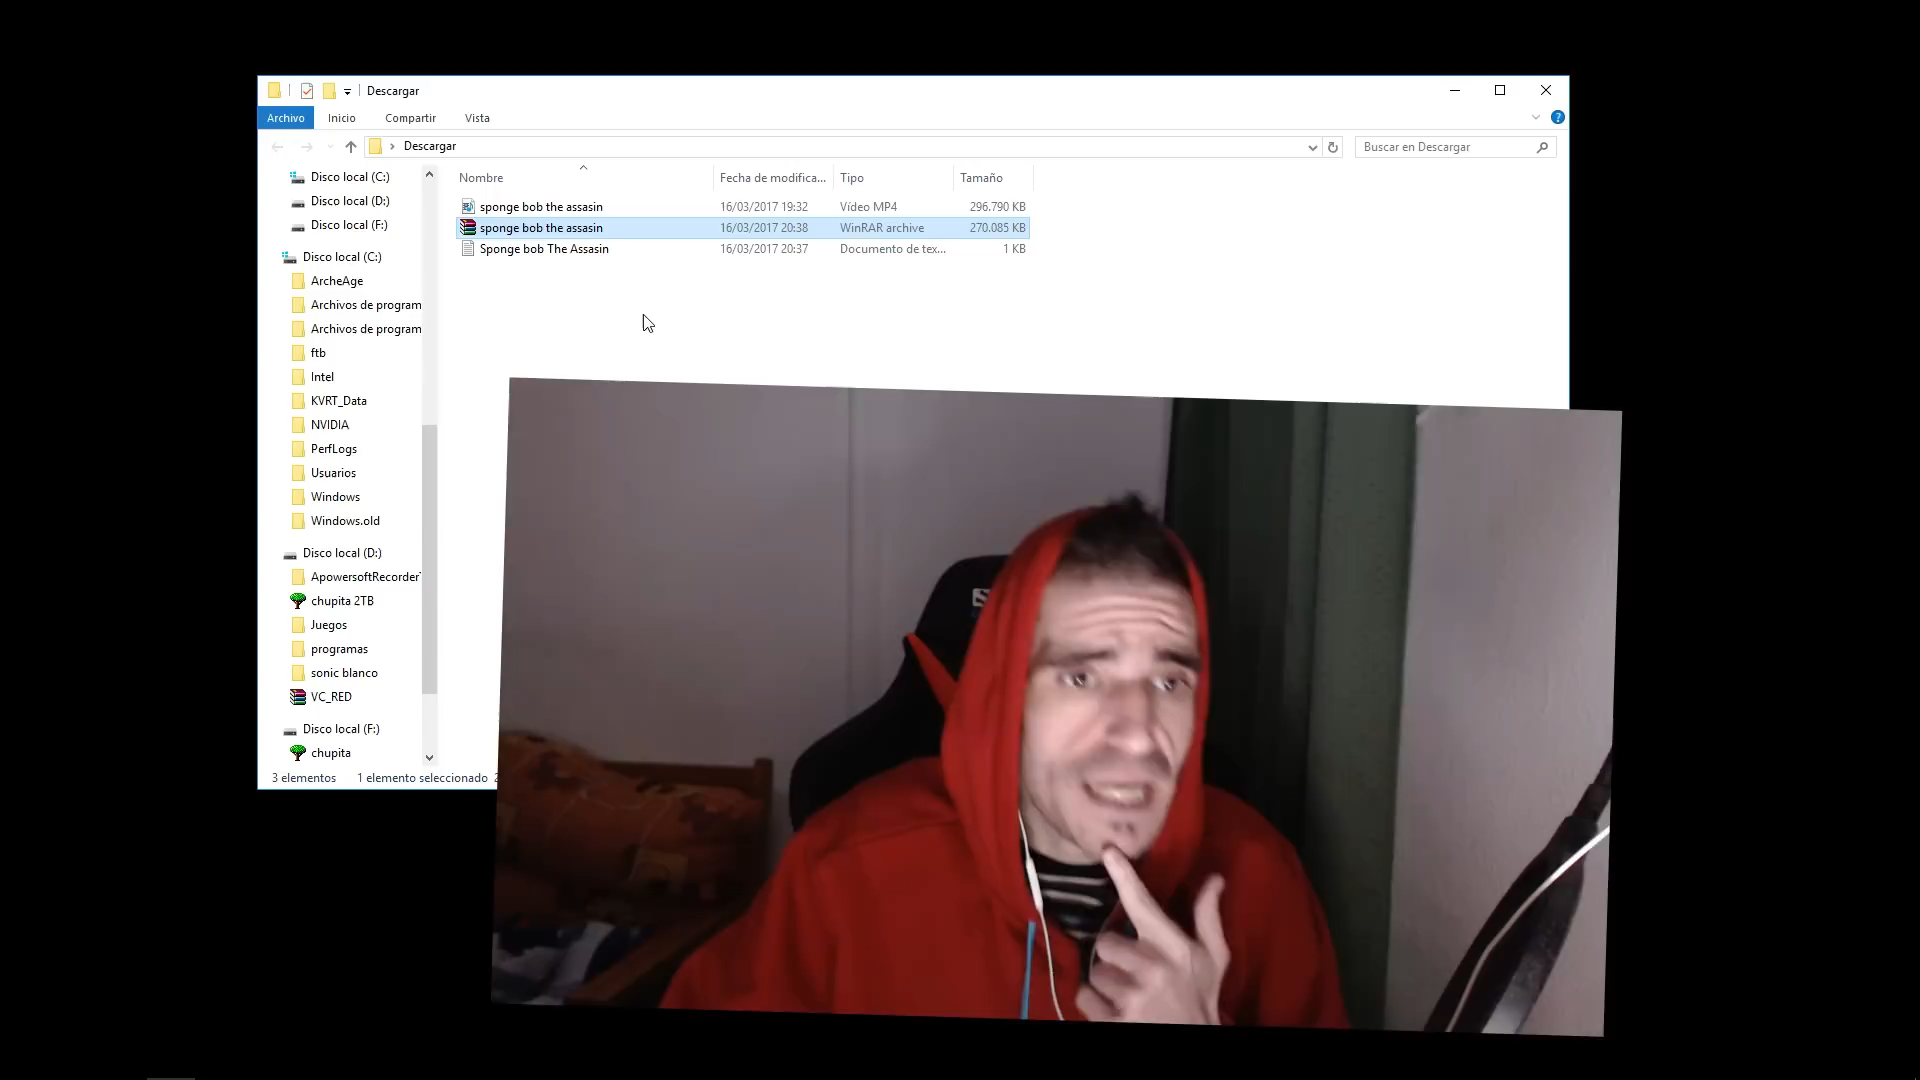 Descargar
Archivo Inicio Compartir Vista
Descargar Buscar en Descargar
Nombre Fecha de modifica... Tipo Tamaño
sponge bob the assasin 16/03/2017 19:32 Vídeo MP4 296.790 KB
sponge bob the assasin 16/03/2017 20:38 WinRAR archive 270.085 KB
Sponge bob The Assasin 16/03/2017 20:37 Documento de tex... 1 KB
Disco local (C:)
Disco local (D:)
Disco local (F:)
Disco local (C:)
ArcheAge
Archivos de program
Archivos de program
ftb
Intel
KVRT_Data
NVIDIA
PerfLogs
Usuarios
Windows
Windows.old
Disco local (D:)
ApowersoftRecorder
chupita 2TB
Juegos
programas
sonic blanco
VC_RED
Disco local (F:)
chupita
3 elementos 1 elemento seleccionado